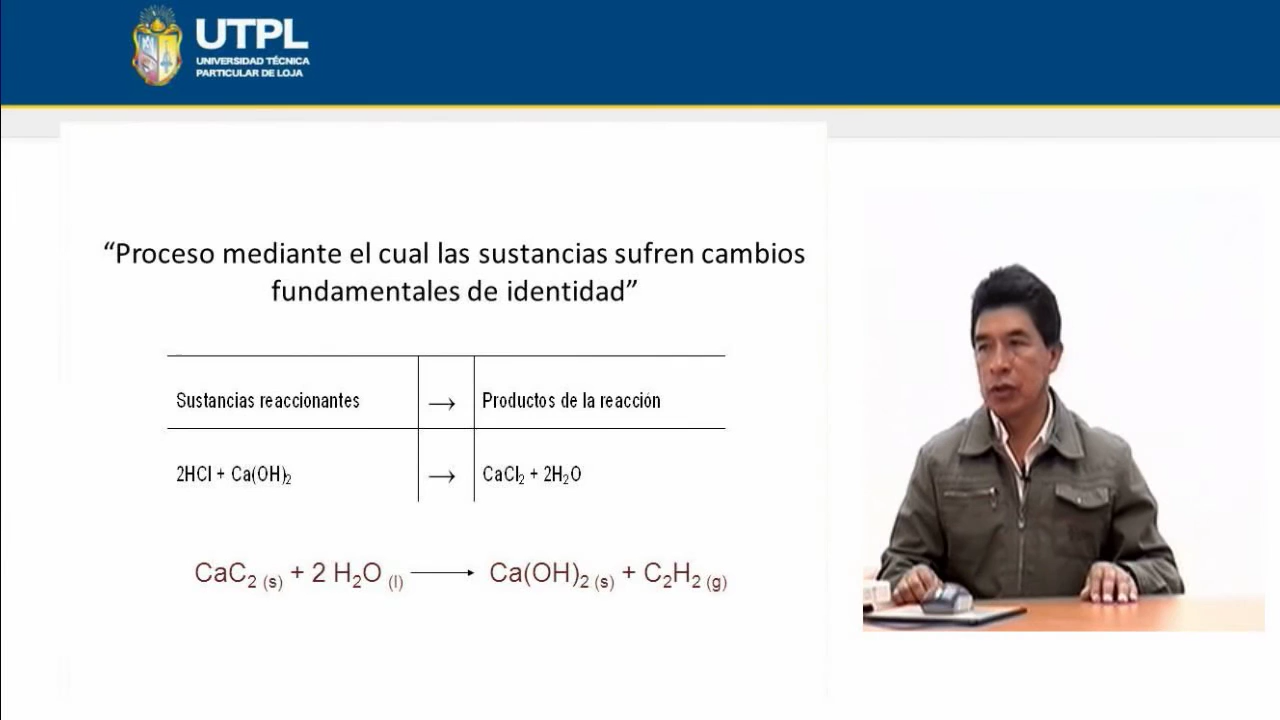 UTPL
UNIVERSIDAD TÉCNICA
PARTICULAR DE LOJA
“Proceso mediante el cual las sustancias sufren cambios
fundamentales de identidad”
Sustancias reaccionantes → Productos de la reacción
2HCl + Ca(OH)₂ → CaCl₂ + 2H₂O
CaC₂ (s) + 2 H₂O (l) → Ca(OH)₂ (s) + C₂H₂ (g)